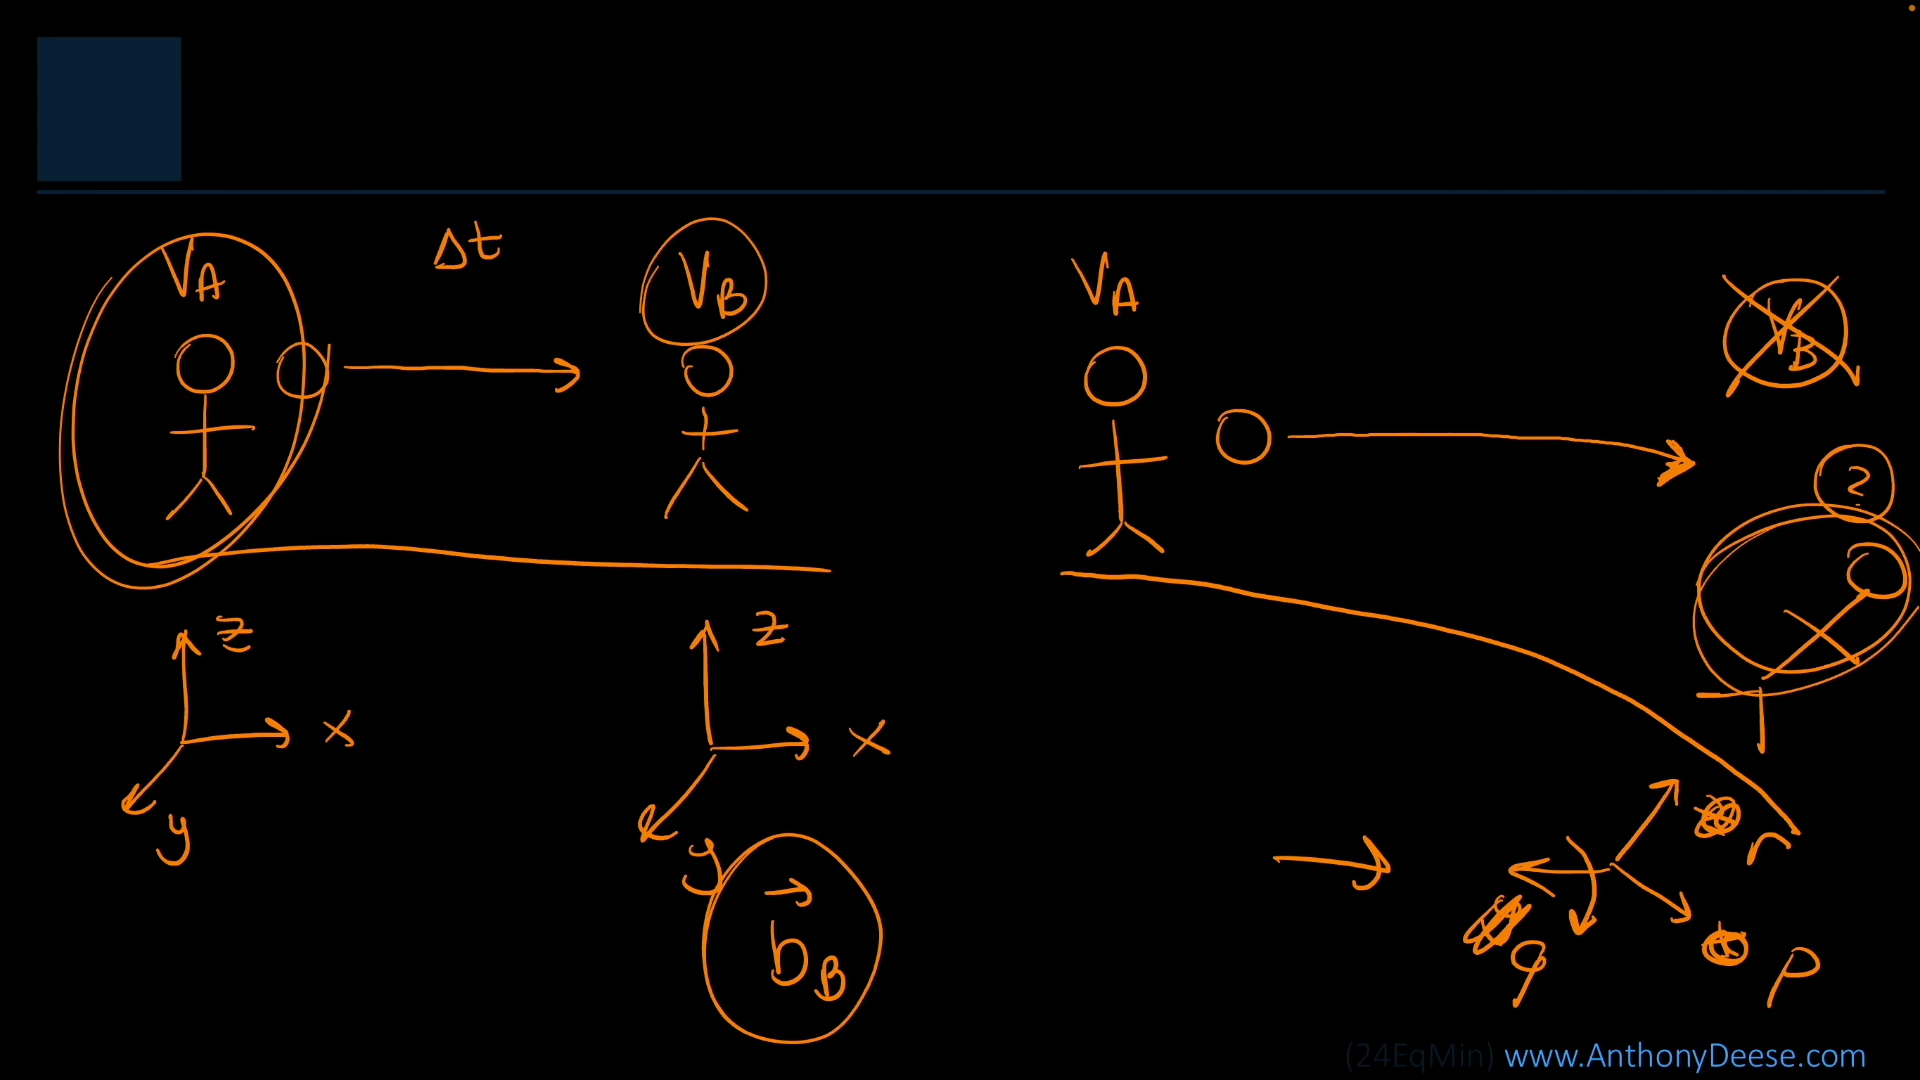 V_A Δt V_B V_A V_B
2
z z
x x
y y r
b⃗_B q p
(24EqMin) www.AnthonyDeese.com